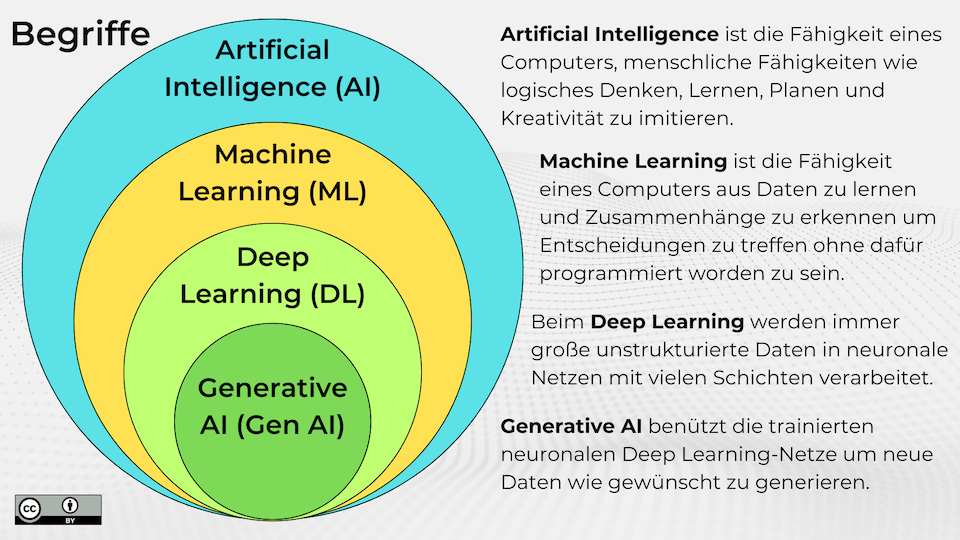 Begriffe
Artificial
Intelligence (AI)
Machine
Learning (ML)
Deep
Learning (DL)
Generative
AI (Gen AI)
Artificial Intelligence ist die Fähigkeit eines
Computers, menschliche Fähigkeiten wie
logisches Denken, Lernen, Planen und
Kreativität zu imitieren.
Machine Learning ist die Fähigkeit
eines Computers aus Daten zu lernen
und Zusammenhänge zu erkennen um
Entscheidungen zu treffen ohne dafür
programmiert worden zu sein.
Beim Deep Learning werden immer
große unstrukturierte Daten in neuronale
Netzen mit vielen Schichten verarbeitet.
Generative AI benützt die trainierten
neuronalen Deep Learning-Netze um neue
Daten wie gewünscht zu generieren.
cc
BY